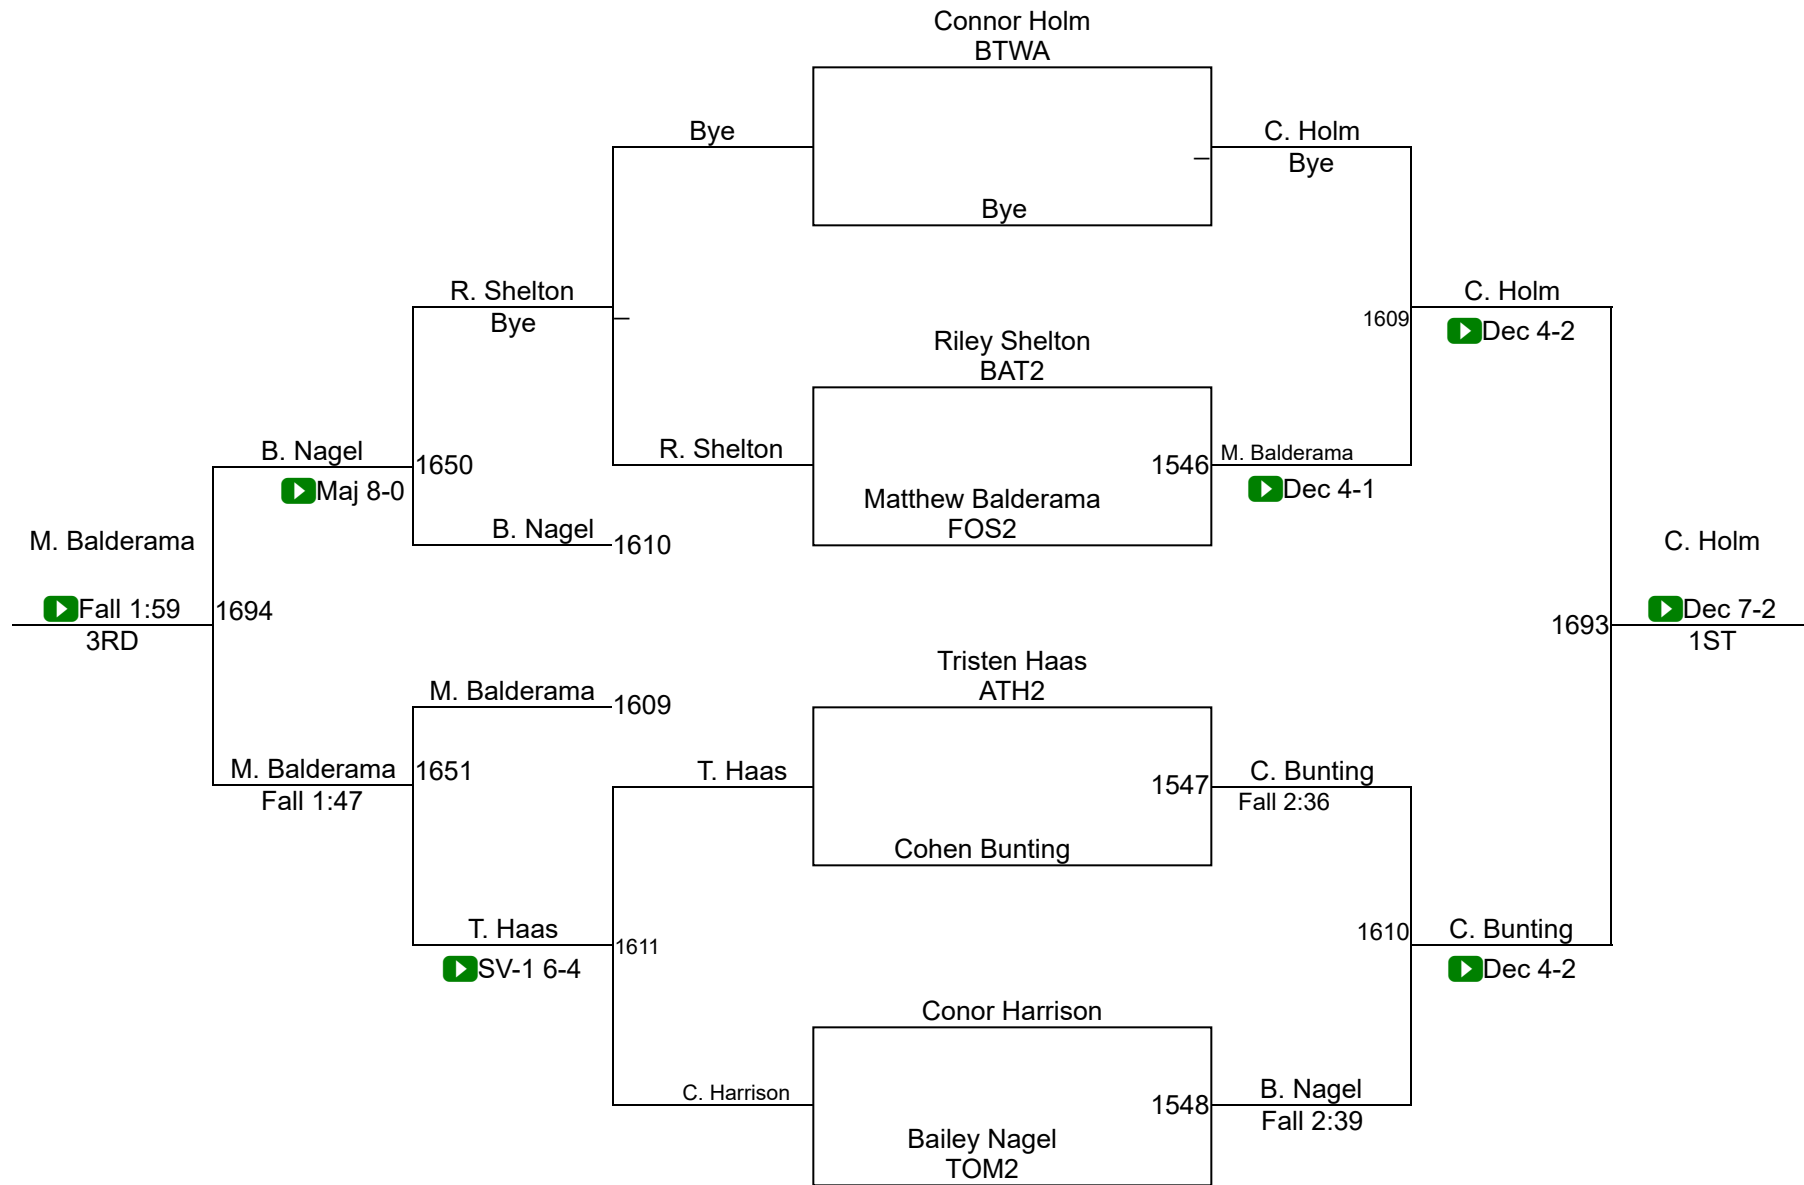 Connor Holm
BTWA
Bye
C. Holm
Bye
Bye
R. Shelton
Bye
C. Holm
1609
Dec 4-2
Riley Shelton
BAT2
B. Nagel
1650
Maj 8-0
R. Shelton
1546
M. Balderama
Dec 4-1
Matthew Balderama
FOS2
B. Nagel
1610
M. Balderama
Fall 1:59
3RD
1694
C. Holm
1693
Dec 7-2
1ST
Tristen Haas
ATH2
M. Balderama
1609
M. Balderama
1651
Fall 1:47
T. Haas
1547
C. Bunting
Fall 2:36
Cohen Bunting
T. Haas
1611
SV-1 6-4
1610
C. Bunting
Dec 4-2
Conor Harrison
C. Harrison
1548
B. Nagel
Fall 2:39
Bailey Nagel
TOM2